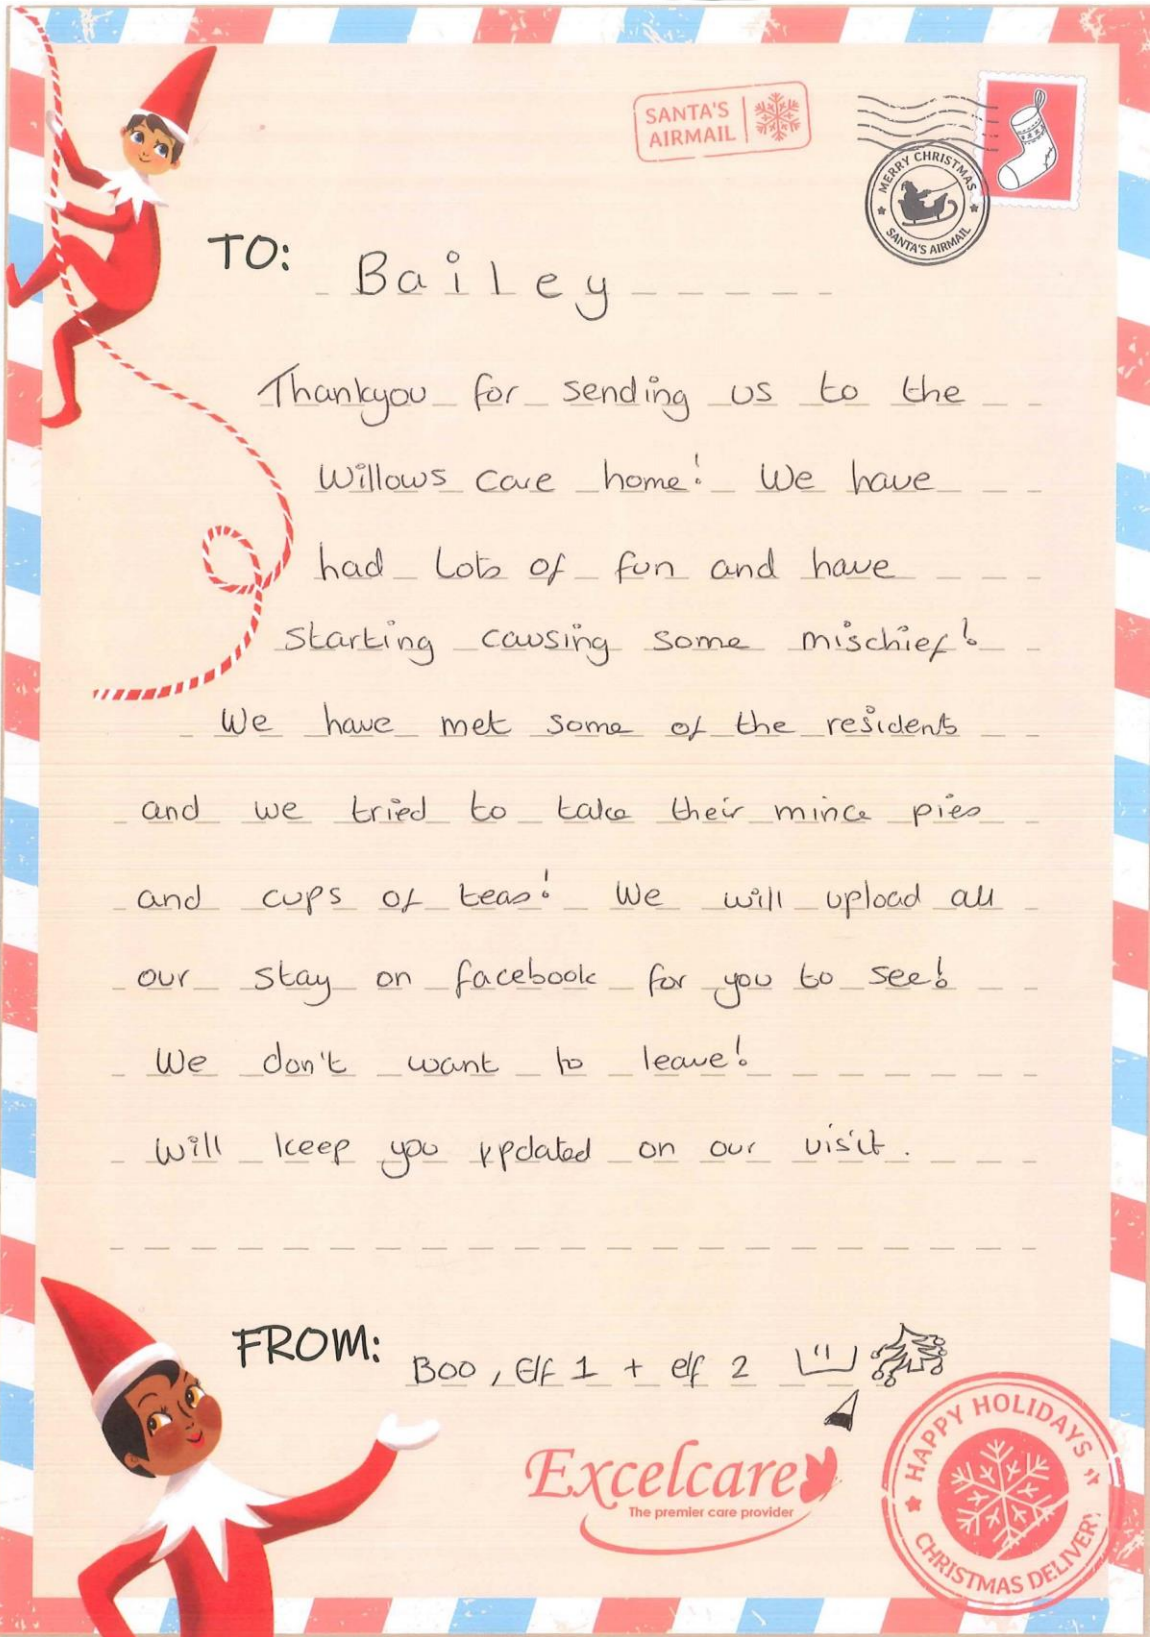 SANTA'S
AIRMAIL
MERRY CHRISTMAS
SANTA'S AIRMAIL
TO: Bailey
Thankyou for sending us to the
Willows care home! We have
had Lots of fun and have
starting causing some mischief!
We have met some of the residents
and we tried to take their mince pies
and cups of teas! We will upload all
our stay on facebook for you to see!
We don't want to leave!
Will keep you updated on our visit.
FROM: Boo, Elf 1 + elf 2
Excelcare
The premier care provider
HAPPY HOLIDAYS
CHRISTMAS DELIVERY